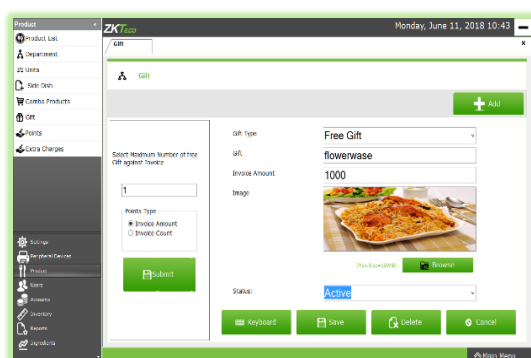 Product
Product List
Department
Units
Side Dish
Combo Products
Gift
Points
Extra Charges
Settings
Peripheral Devices
Product
Users
Accounts
Inventory
Reports
Ingredients
ZKTeco
Monday, June 11, 2018 10:43
Gift
x
Gift
Add
Select Maximum Number of free
Gift against Invoice
1
Points Type
Invoice Amount
Invoice Count
Submit
Gift Type
Free Gift
Gift
flowerwase
Invoice Amount
1000
Image
Browse
Status:
Active
Keyboard
Save
Delete
Cancel
Main Menu